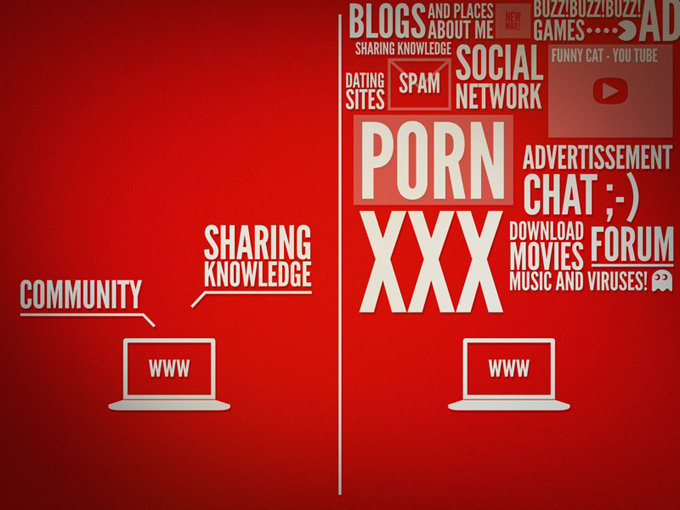 COMMUNITY
SHARING
KNOWLEDGE
WWW
BLOGS
AND PLACES
ABOUT ME
NEW
MAIL!
BUZZ!BUZZ!BUZZ!
GAMES
AD
SHARING KNOWLEDGE
DATING
SITES
SPAM
SOCIAL
NETWORK
FUNNY CAT - YOU TUBE
PORN
XXX
ADVERTISSEMENT
CHAT ;-)
DOWNLOAD
MOVIES
FORUM
MUSIC AND VIRUSES!
WWW